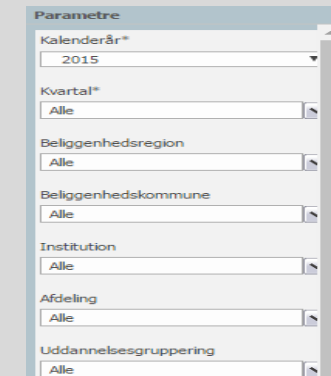 Parametre
Kalenderår*
2015
Kvartal*
Alle
Beliggenhedsregion
Alle
Beliggenhedskommune
Alle
Institution
Alle
Afdeling
Alle
Uddannelsesgruppering
Alle